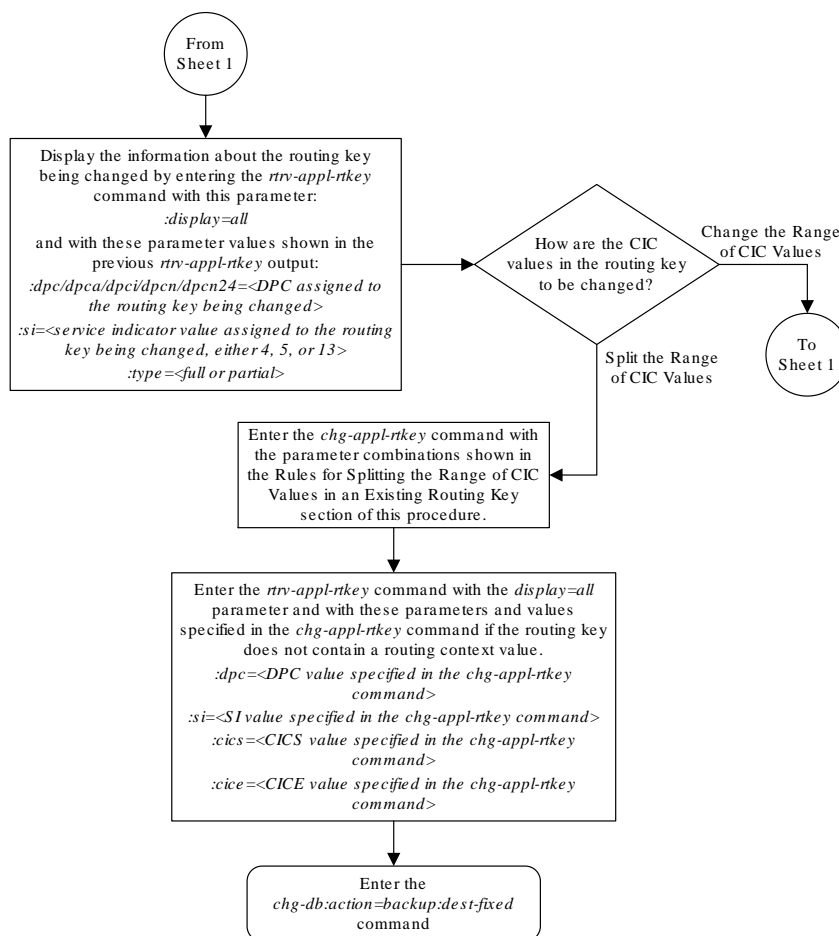 From
Sheet 1
Display the information about the routing key
being changed by entering the rtrv-appl-rtkey
command with this parameter:
:display=all
and with these parameter values shown in the
previous rtrv-appl-rtkey output:
:dpc/dpca/dpci/dpcn/dpcn24=<DPC assigned
to the routing key being changed>
:si=<service indicator value assigned to the routing
key being changed, either 4, 5, or 13>
:type=<full or partial>
How are the CIC
values in the routing key
to be changed?
Change the Range
of CIC Values
To
Sheet 1
Split the Range
of CIC Values
Enter the chg-appl-rtkey command with
the parameter combinations shown in
the Rules for Splitting the Range of CIC
Values in an Existing Routing Key
section of this procedure.
Enter the rtrv-appl-rtkey command with the display=all
parameter and with these parameters and values
specified in the chg-appl-rtkey command if the routing key
does not contain a routing context value.
:dpc=<DPC value specified in the chg-appl-rtkey
command>
:si=<SI value specified in the chg-appl-rtkey command>
:cics=<CICS value specified in the chg-appl-rtkey
command>
:cice=<CICE value specified in the chg-appl-rtkey
command>
Enter the
chg-db:action=backup:dest-fixed
command